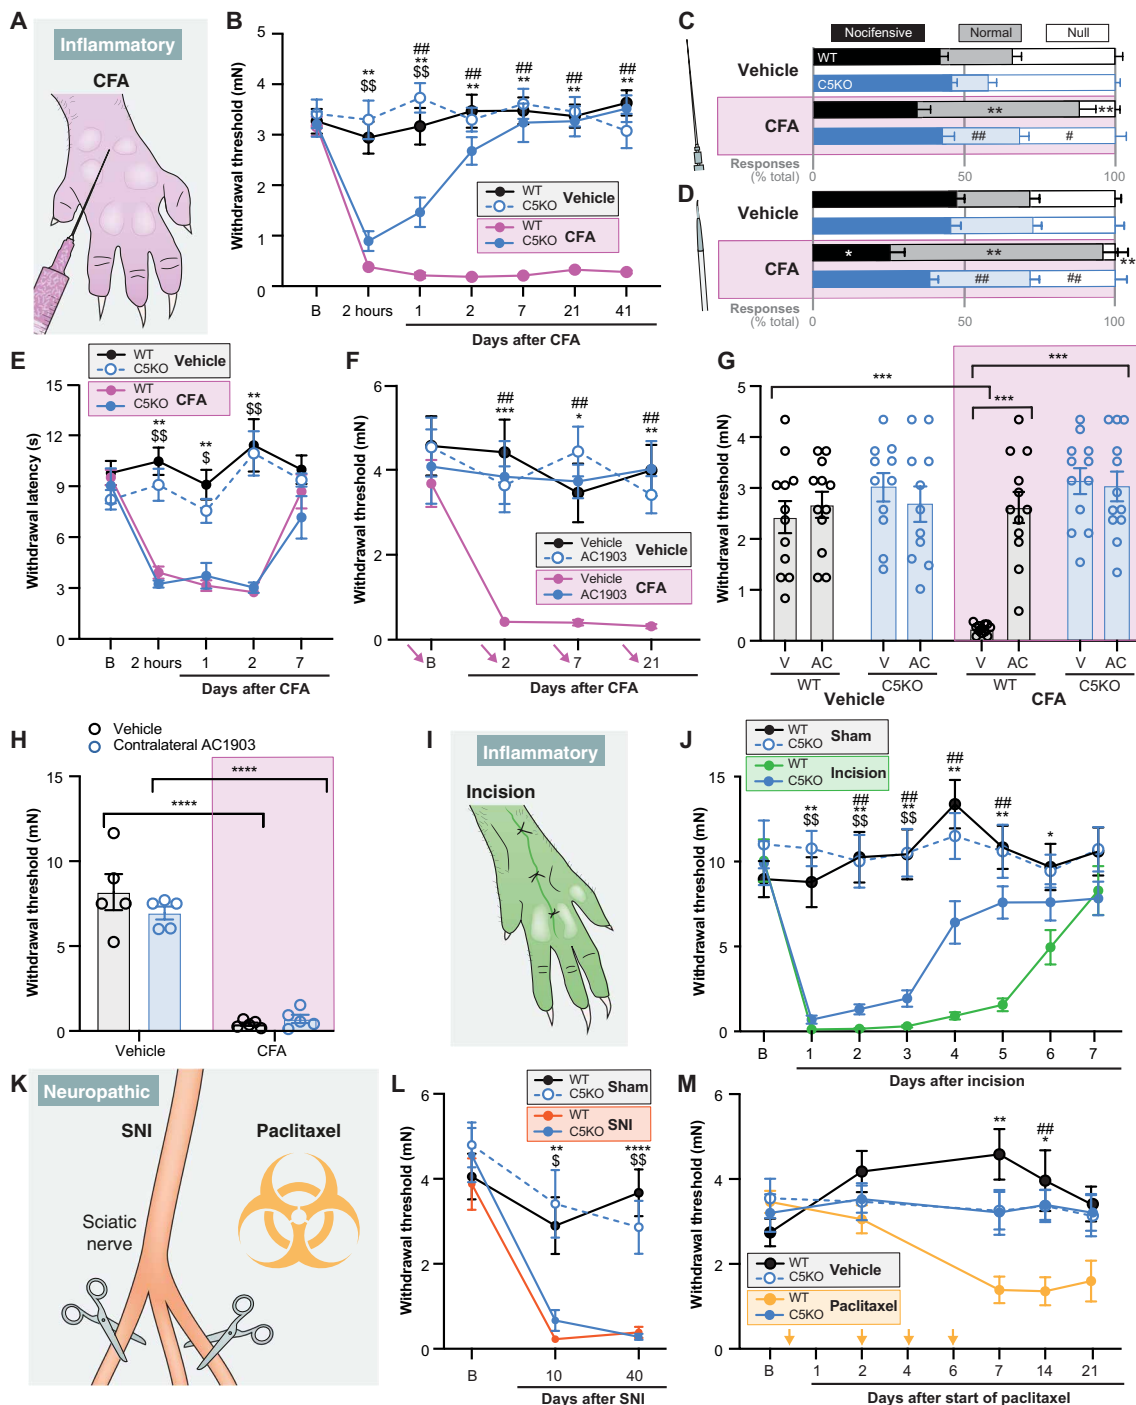 A
Inflammatory
CFA
B
Withdrawal threshold (mN)
5
4
3
2
1
0
##
**
**
$$
$$
##
**
##
**
##
**
##
**
WT
C5KO
Vehicle
WT
C5KO
CFA
B
2 hours
1
2
7
21
41
Days after CFA
C
Nocifensive
Normal
Null
Vehicle
WT
C5KO
CFA
**
**
##
#
Responses
(% total)
0
50
100
D
Vehicle
CFA
*
**
**
##
##
Responses
(% total)
0
50
100
E
WT
C5KO
Vehicle
WT
C5KO
CFA
Withdrawal latency (s)
15
12
9
6
3
0
**
$$
**
$
**
$$
B
2 hours
1
2
7
Days after CFA
F
Withdrawal threshold (mN)
6
4
2
0
##
***
##
*
##
**
Vehicle
AC1903
Vehicle
Vehicle
AC1903
CFA
B
2
7
21
Days after CFA
G
Withdrawal threshold (mN)
5
4
3
2
1
0
***
***
***
V
AC
V
AC
V
AC
V
AC
WT
C5KO
WT
C5KO
Vehicle
CFA
H
Vehicle
Contralateral AC1903
Withdrawal threshold (mN)
15
10
5
0
****
****
Vehicle
CFA
I
Inflammatory
Incision
J
WT
C5KO
Sham
WT
C5KO
Incision
Withdrawal threshold (mN)
15
10
5
0
**
$$
##
**
$$
##
**
$$
##
**
##
**
*
B
1
2
3
4
5
6
7
Days after incision
K
Neuropathic
SNI
Paclitaxel
Sciatic
nerve
L
WT
C5KO
Sham
WT
C5KO
SNI
Withdrawal threshold (mN)
6
4
2
0
**
$
****
$$
B
10
40
Days after SNI
M
Withdrawal threshold (mN)
6
4
2
0
**
##
*
WT
C5KO
Vehicle
WT
C5KO
Paclitaxel
B
1
2
4
6
7
14
21
Days after start of paclitaxel